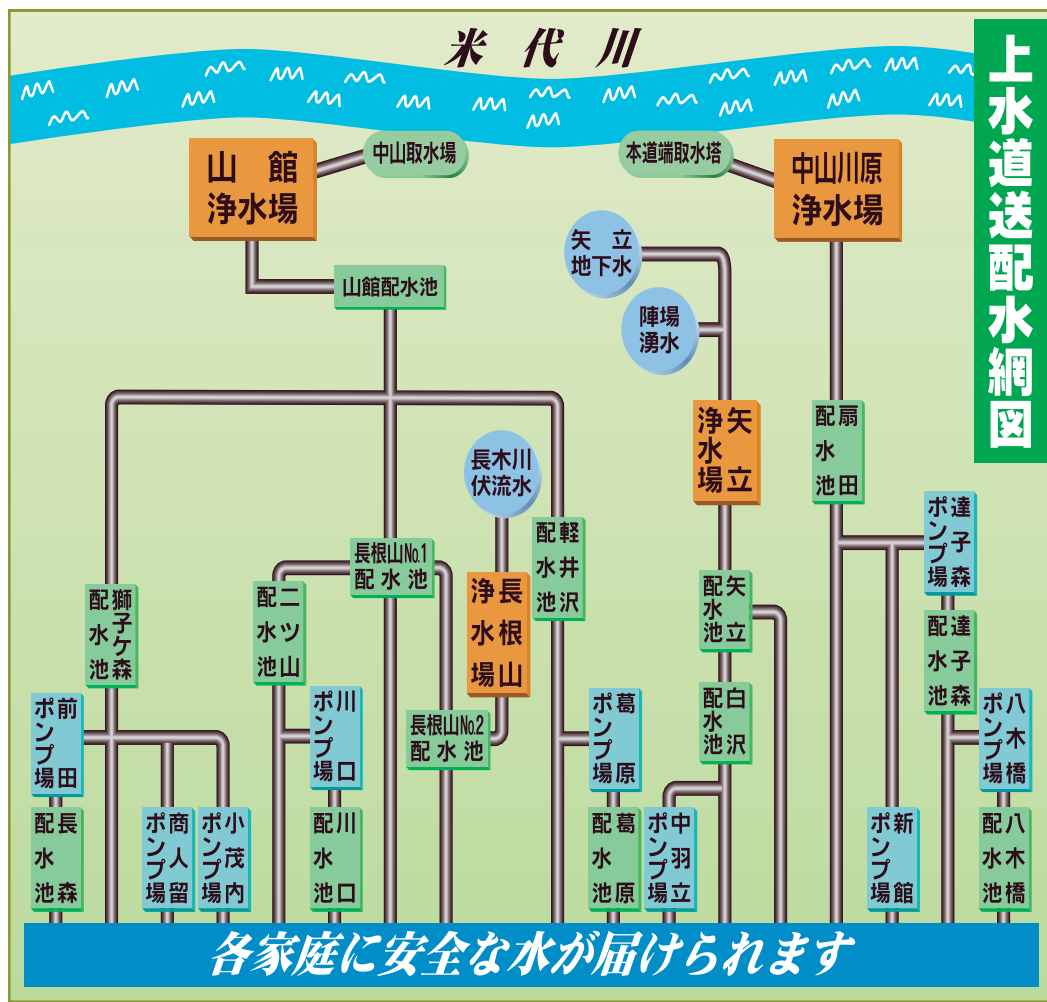 上水道送配水網図
米代川
中山取水場
本道端取水塔
山館
浄水場
中山川原
浄水場
山館配水池
矢立
地下水
陣場
湧水
矢立
浄水場
扇田
配水池
長木川
伏流水
軽井沢
配水池
達子森
ポンプ場
長根山No.1
配水池
長根山
浄水場
獅子ケ森
配水池
二ツ山
配水池
矢立
配水池
達子森
配水池
前田
ポンプ場
川口
ポンプ場
長根山No.2
配水池
葛原
ポンプ場
白沢
配水池
八木橋
ポンプ場
長森
配水池
商人留
ポンプ場
小茂内
ポンプ場
川口
配水池
葛原
配水池
中羽立
ポンプ場
新館
ポンプ場
八木橋
配水池
各家庭に安全な水が届けられます